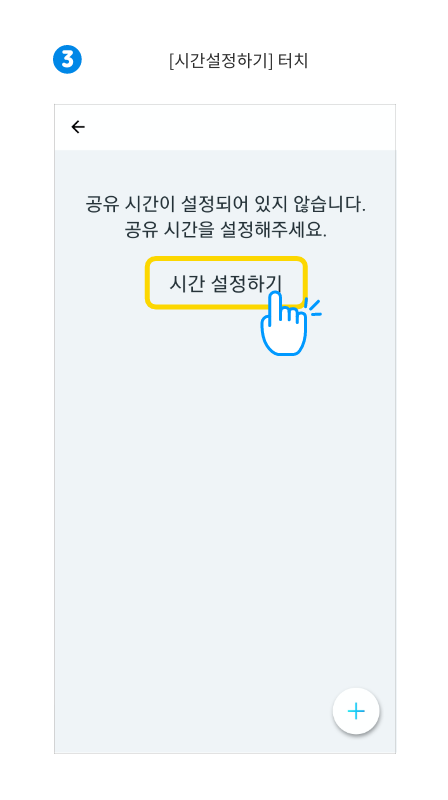 3
[시간설정하기] 터치
공유 시간이 설정되어 있지 않습니다.
공유 시간을 설정해주세요.
시간 설정하기